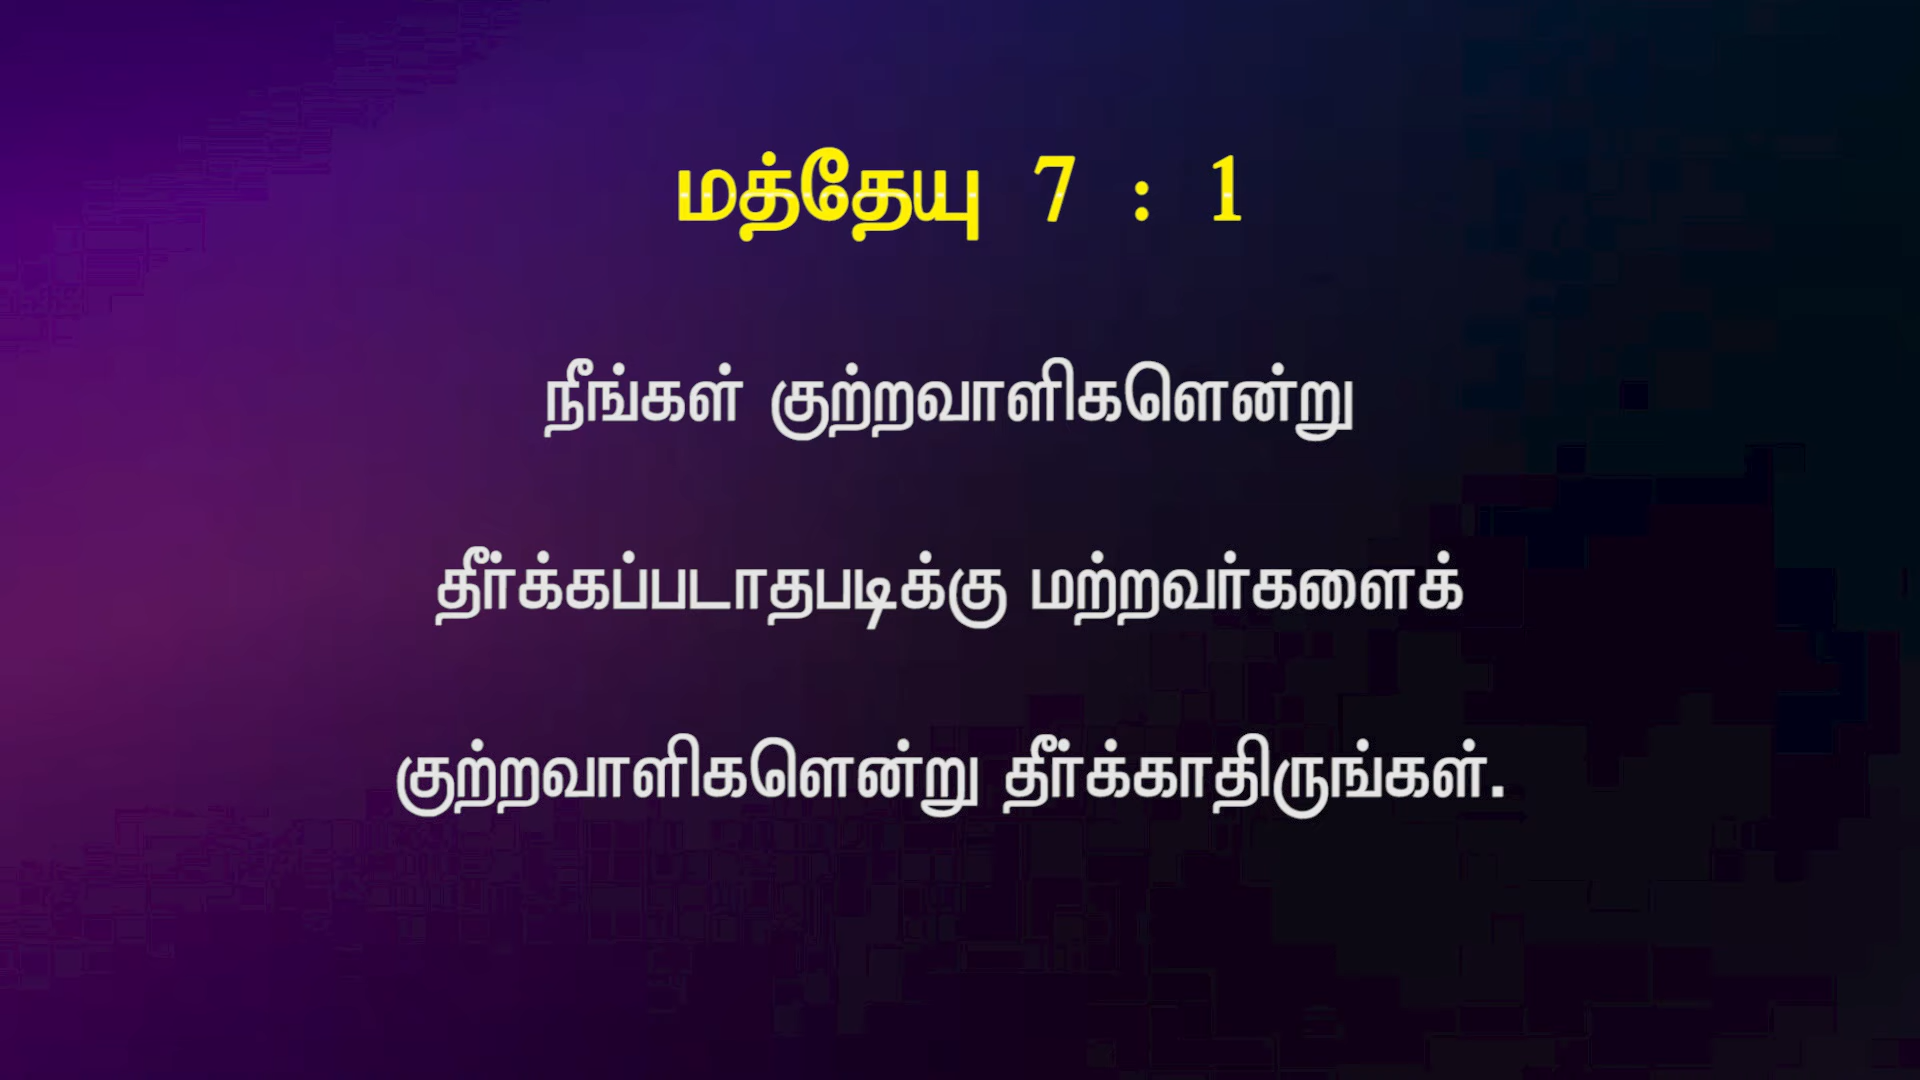 மத்தேயு 7 : 1
நீங்கள் குற்றவாளிகளென்று
தீர்க்கப்படாதபடிக்கு மற்றவர்களைக்
குற்றவாளிகளென்று தீர்க்காதிருங்கள்.